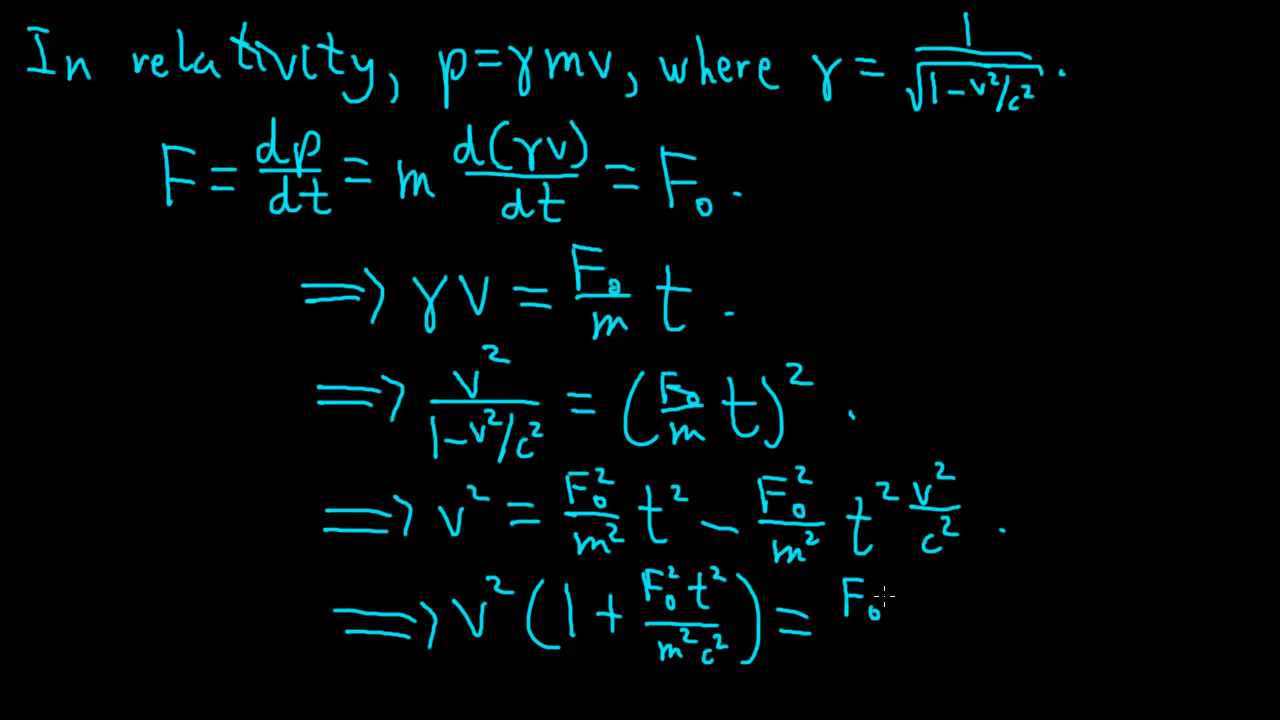 In relativity, p=γmv, where γ = 1/√(1-v²/c²).
F = dp/dt = m d(γv)/dt = F₀.
⟹ γv = F₀/m t.
⟹ v²/(1-v²/c²) = (F₀/m t)².
⟹ v² = F₀²/m² t² - F₀²/m² t² v²/c².
⟹ v² (1 + F₀²t²/m²c²) = F₀